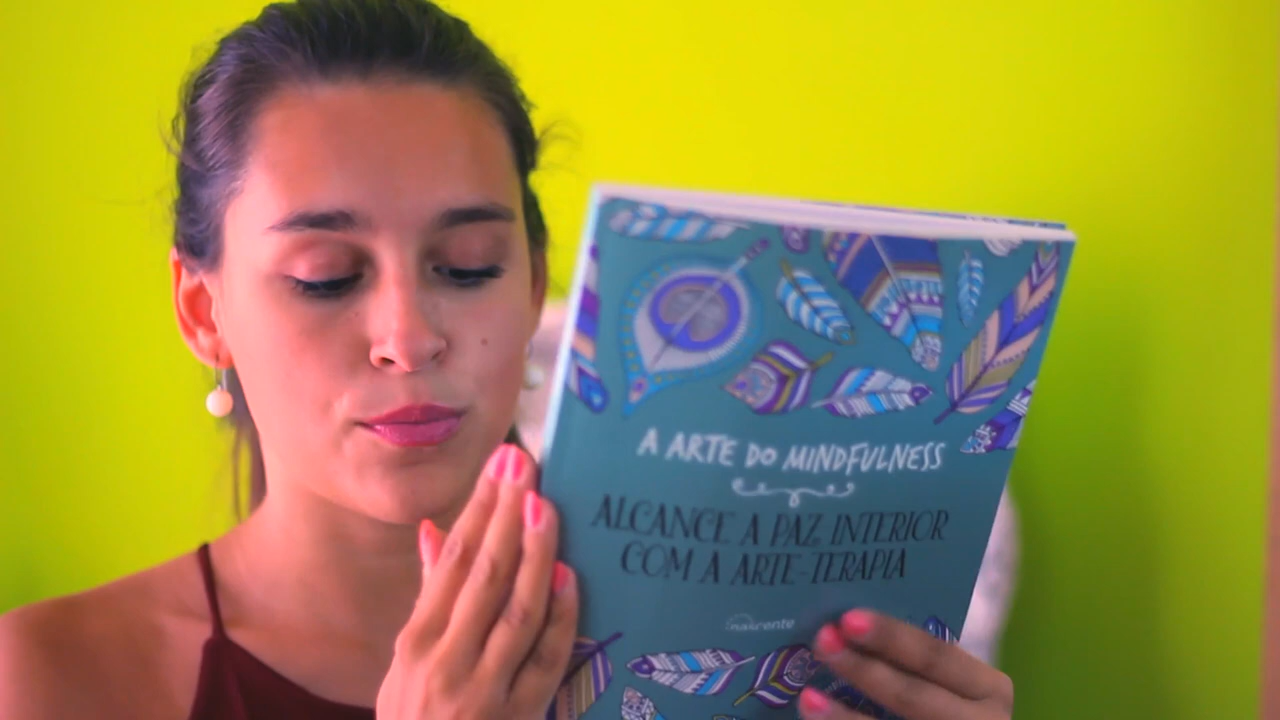 A ARTE DO MINDFULNESS
ALCANCE A PAZ INTERIOR
COM A ARTE-TERAPIA
nascente